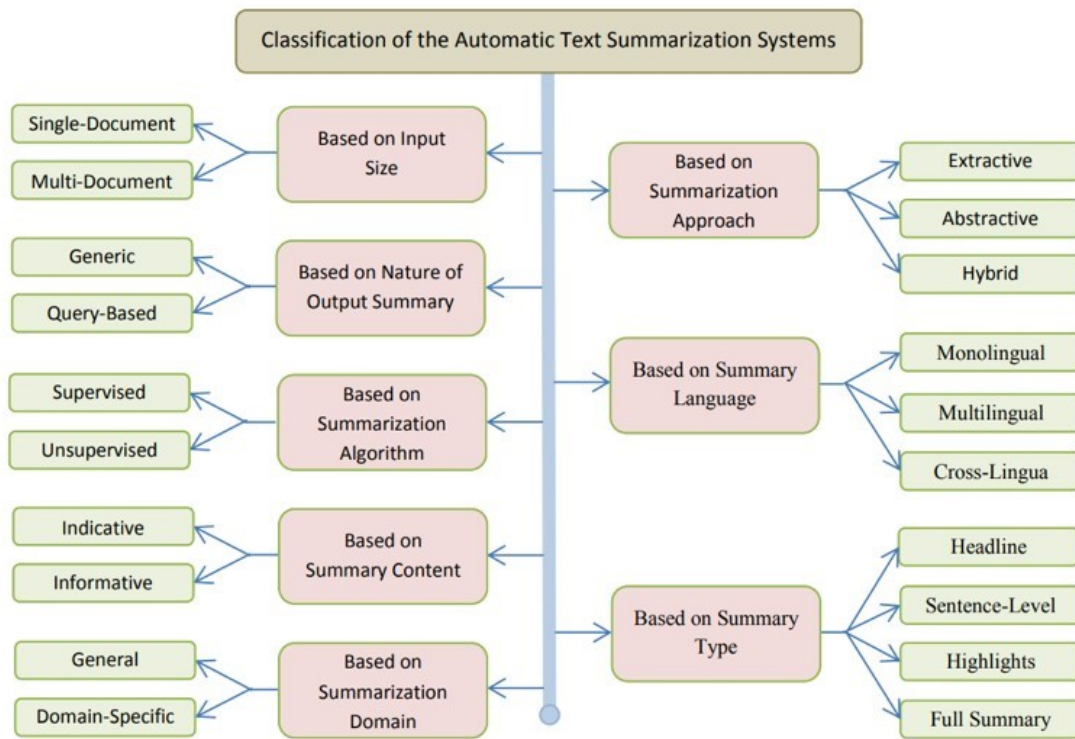 Classification of the Automatic Text Summarization Systems
Based on Input
Size
Single-Document
Multi-Document
Based on Nature of
Output Summary
Generic
Query-Based
Based on
Summarization
Algorithm
Supervised
Unsupervised
Based on
Summary Content
Indicative
Informative
Based on
Summarization
Domain
General
Domain-Specific
Based on
Summarization
Approach
Extractive
Abstractive
Hybrid
Based on Summary
Language
Monolingual
Multilingual
Cross-Lingua
Based on Summary
Type
Headline
Sentence-Level
Highlights
Full Summary